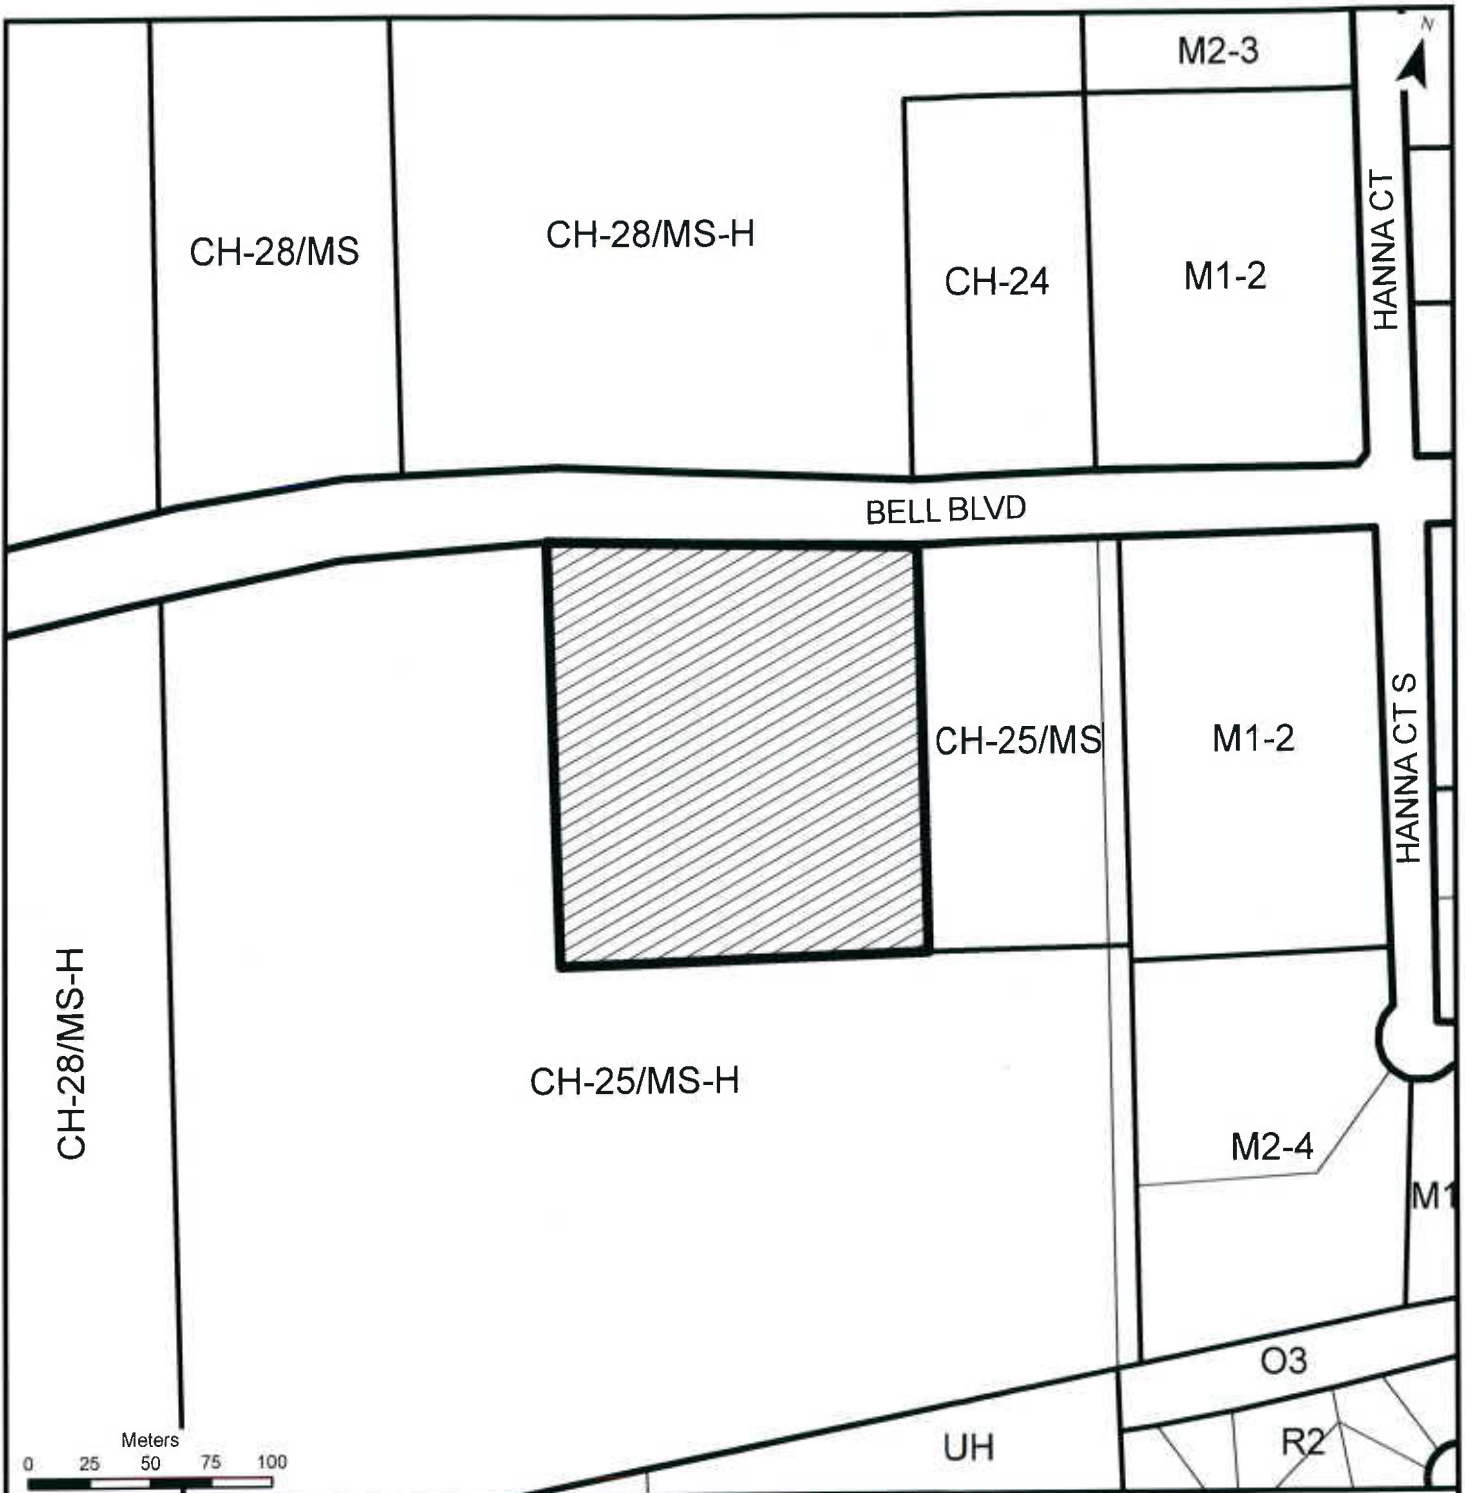 N
M2-3
CH-28/MS
CH-28/MS-H
CH-24
M1-2
HANNA CT
BELL BLVD
CH-25/MS
M1-2
HANNA CT S
CH-28/MS-H
CH-25/MS-H
M2-4
M1
O3
UH
R2
Meters
0 25 50 75 100